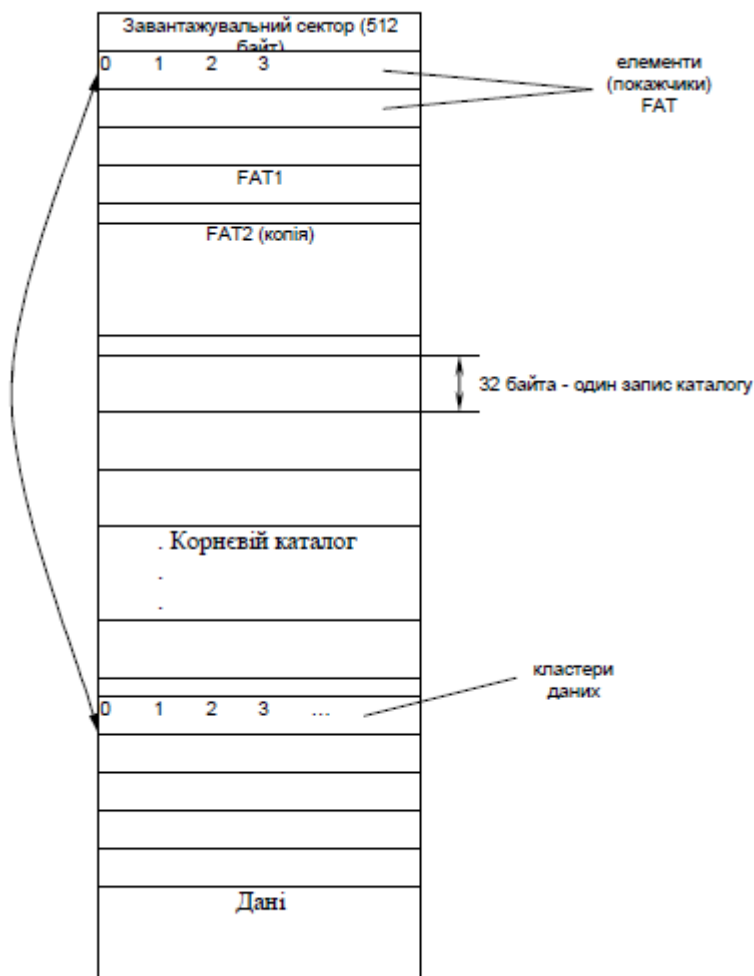 Завантажувальний сектор (512
байт)
0 1 2 3
елементи
(покажчики)
FAT
FAT1
FAT2 (копія)
32 байта - один запис каталогу
. Корнєвій каталог
.
.
кластери
даних
0 1 2 3 ...
Дані